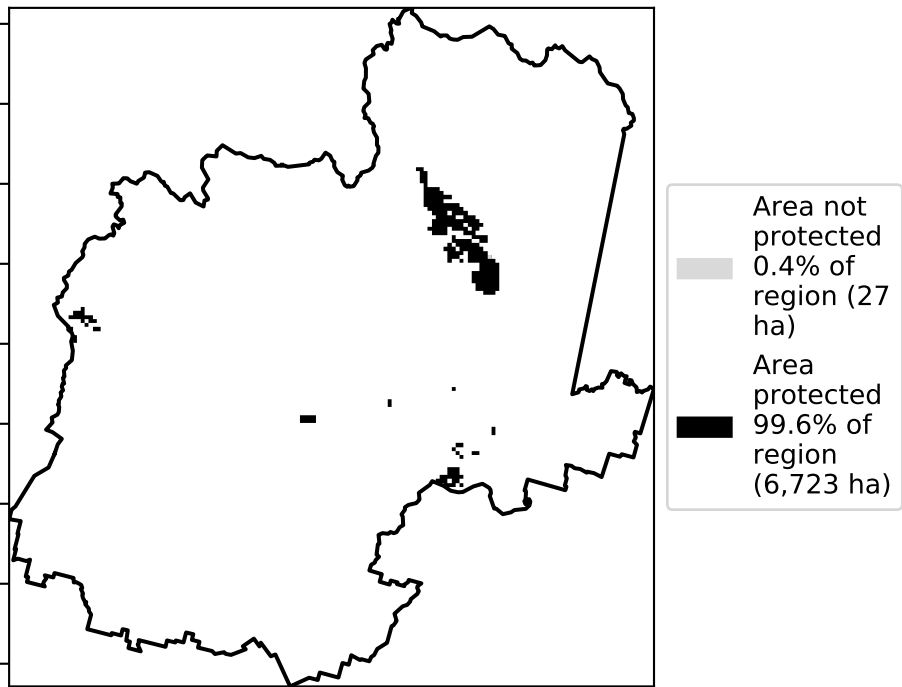 Area not
protected
0.4% of
region (27
ha)
Area
protected
99.6% of
region
(6,723 ha)